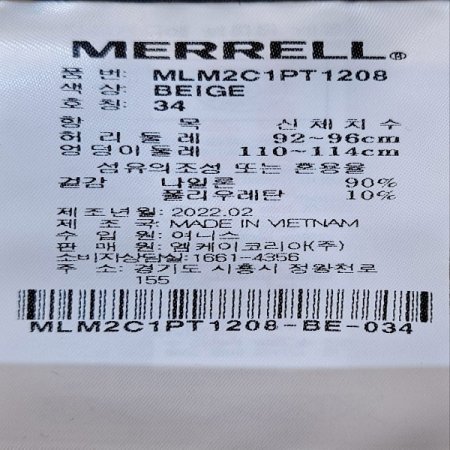 MERRELL®
품 번: MLM2C1PT1208
색 상: BEIGE
호 칭: 34
항 목 신체치수
허리둘레 92~96cm
엉덩이둘레 110~114cm
섬유의조성 또는 혼용율
겉감 나일론 90%
폴리우레탄 10%
제조년월: 2022.02
제 조 국: MADE IN VIETNAM
수 입 원: 여니스
판 매 원: 엠케이코리아(주)
소비자상담실: 1661-4356
주 소: 경기도 시흥시 정왕천로
155
MLM2C1PT1208-BE-034